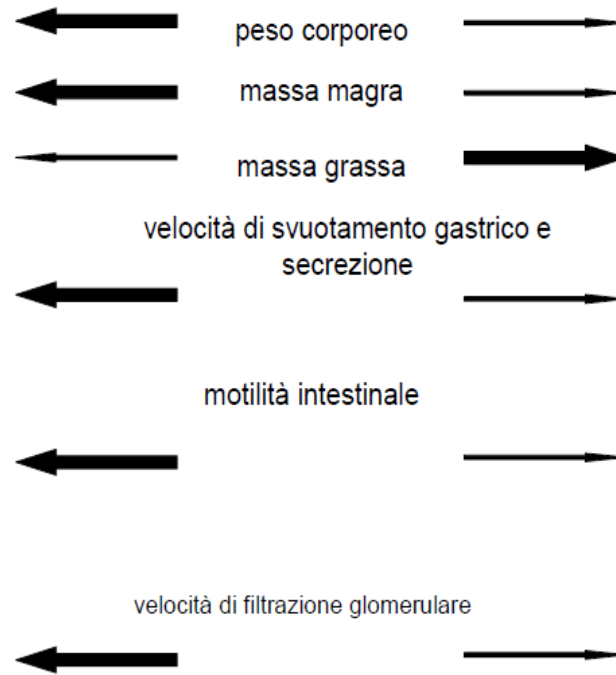 peso corporeo
massa magra
massa grassa
velocità di svuotamento gastrico e
secrezione
motilità intestinale
velocità di filtrazione glomerulare